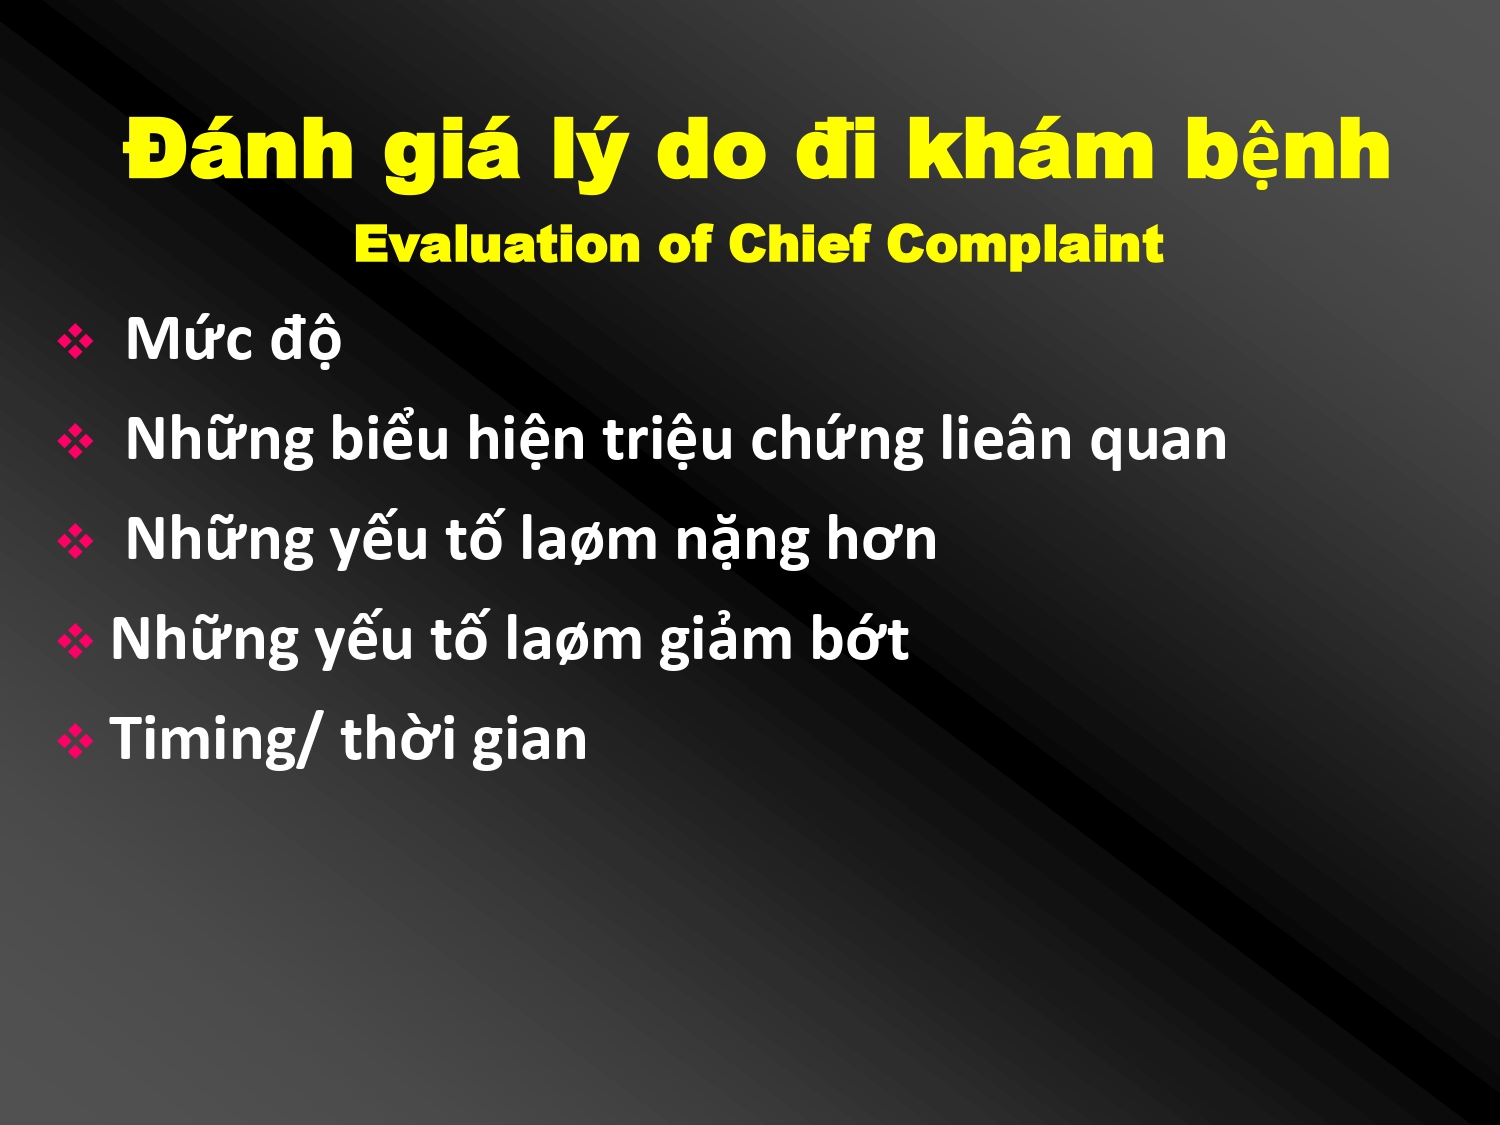 Đánh giá lý do đi khám bệnh
Evaluation of Chief Complaint
❖ Mức độ
❖ Những biểu hiện triệu chứng lieân quan
❖ Những yếu tố laøm nặng hơn
❖ Những yếu tố laøm giảm bớt
❖ Timing/ thời gian